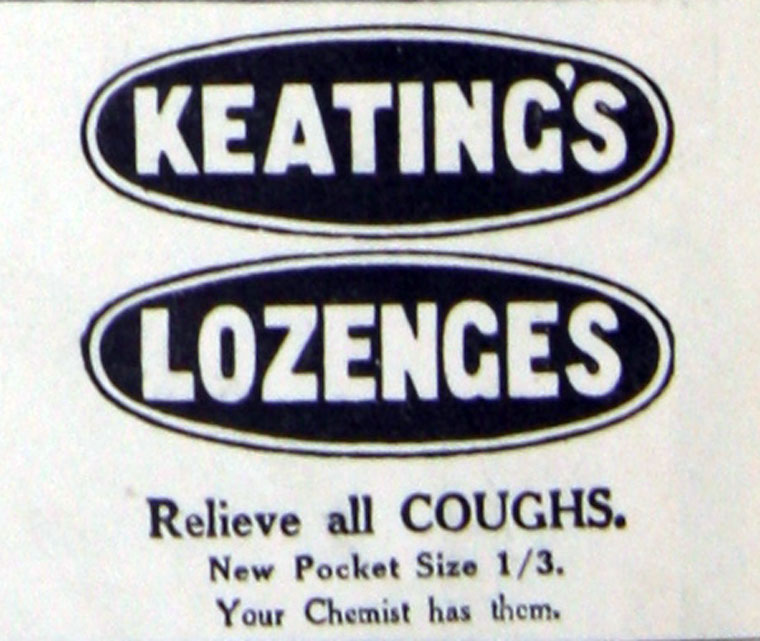 KEATING'S
LOZENGES
Relieve all COUGHS.
New Pocket Size 1/3.
Your Chemist has them.